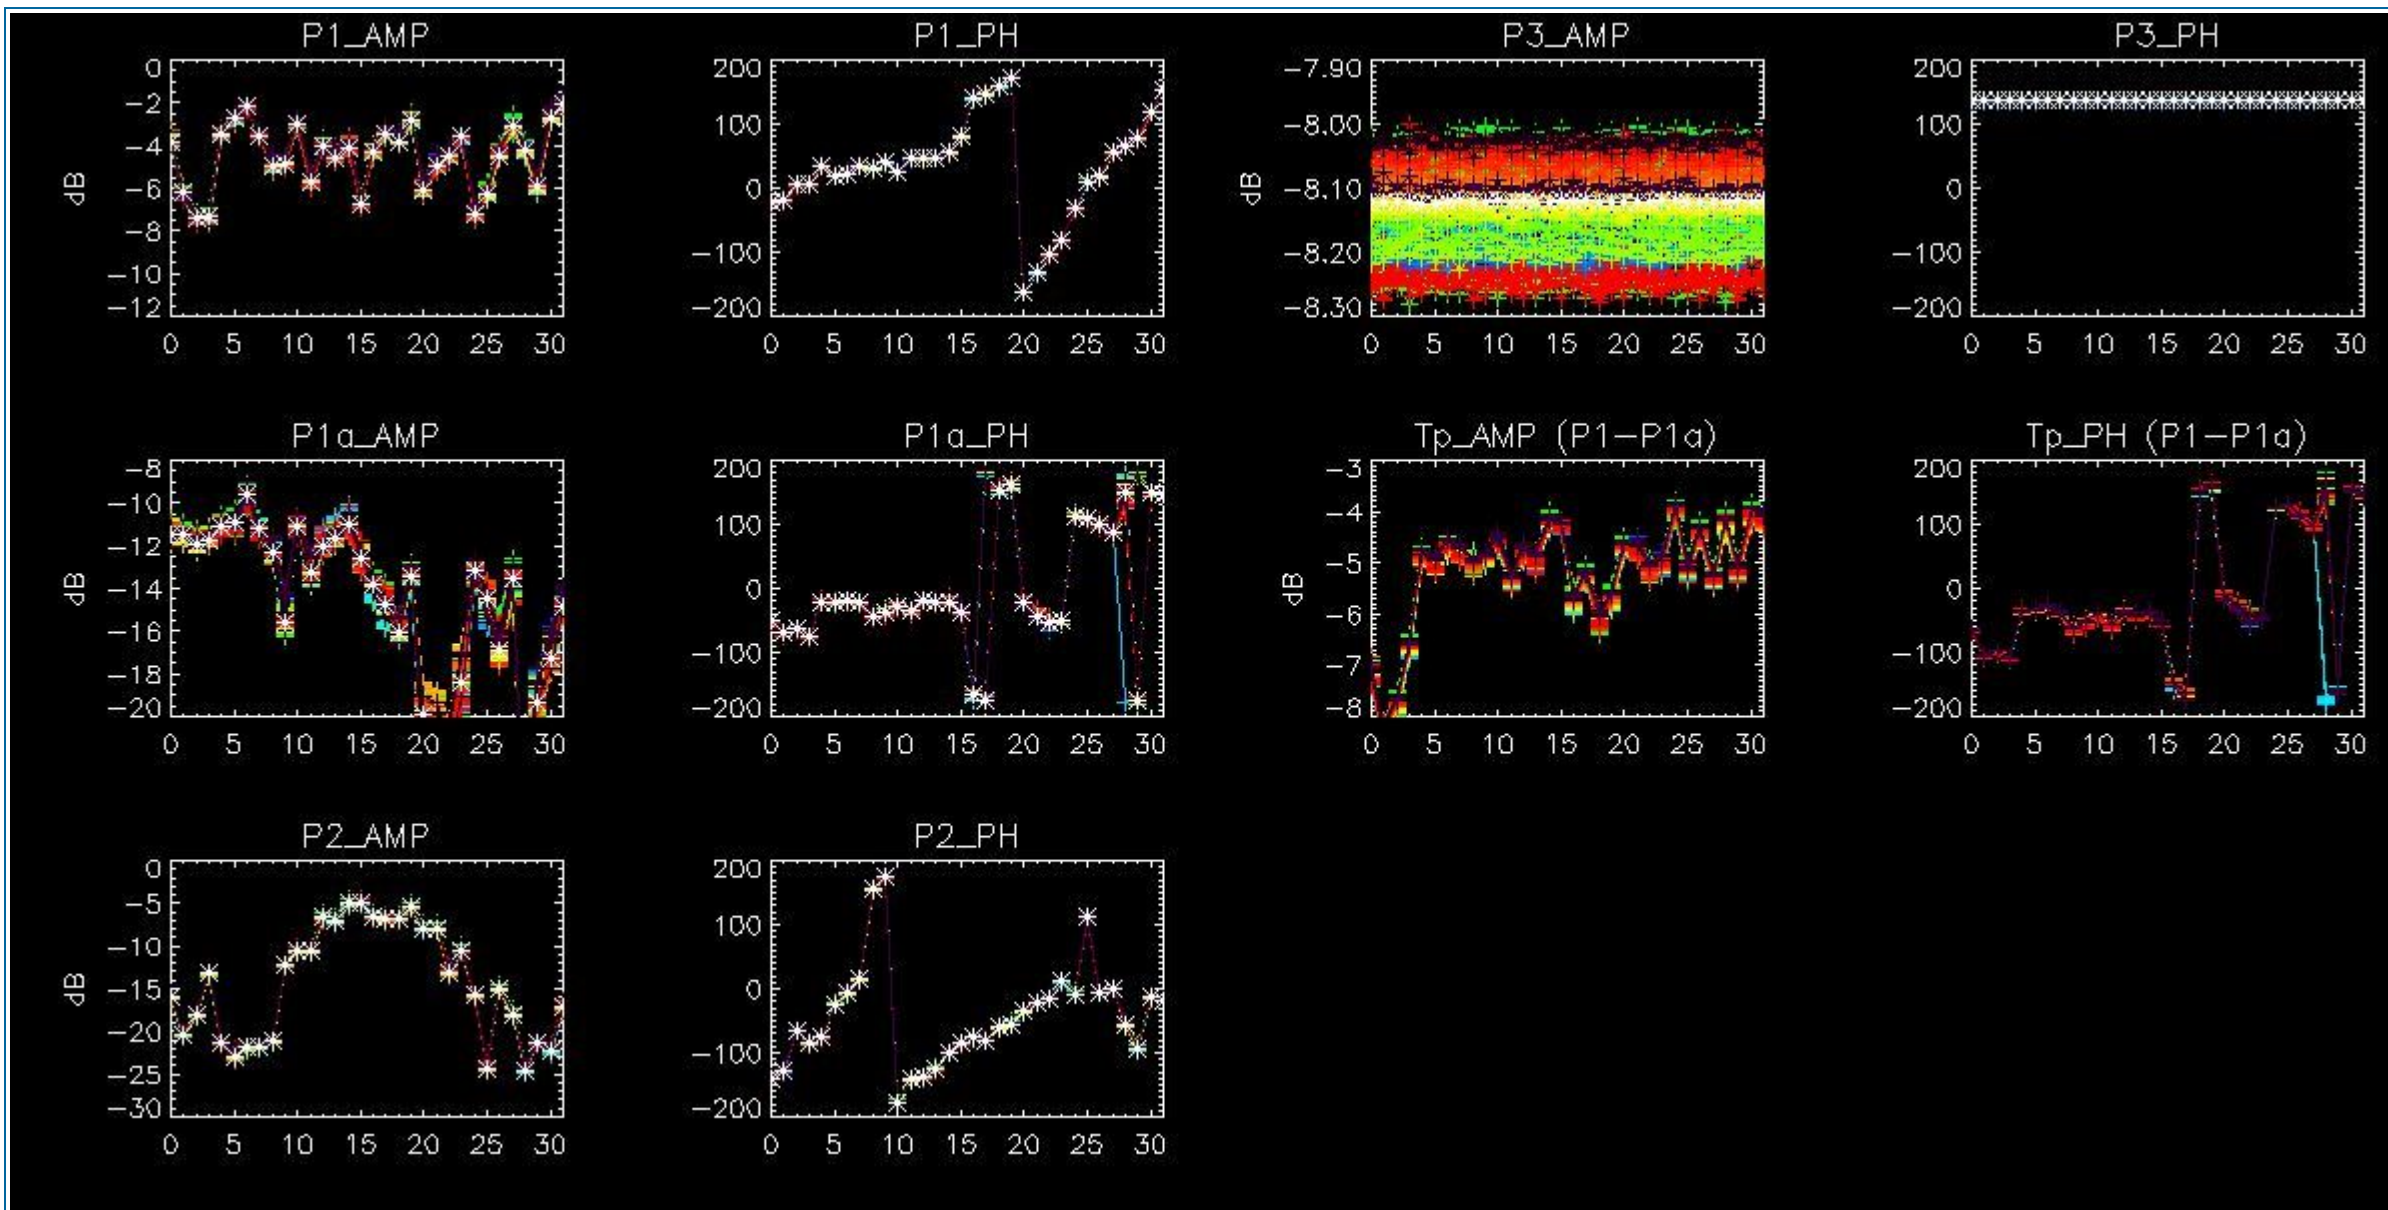 P1_AMP
0
−2
−4
−6
−8
−10
−12
dB
0 5 10 15 20 25 30
P1_PH
200
100
0
−100
−200
0 5 10 15 20 25 30
P3_AMP
−7.90
−8.00
−8.10
−8.20
−8.30
dB
0 5 10 15 20 25 30
P3_PH
200
100
0
−100
−200
0 5 10 15 20 25 30
P1a_AMP
−8
−10
−12
−14
−16
−18
−20
dB
0 5 10 15 20 25 30
P1a_PH
200
100
0
−100
−200
0 5 10 15 20 25 30
Tp_AMP (P1−P1a)
−3
−4
−5
−6
−7
−8
dB
0 5 10 15 20 25 30
Tp_PH (P1−P1a)
200
100
0
−100
−200
0 5 10 15 20 25 30
P2_AMP
0
−5
−10
−15
−20
−25
−30
dB
0 5 10 15 20 25 30
P2_PH
200
100
0
−100
−200
0 5 10 15 20 25 30